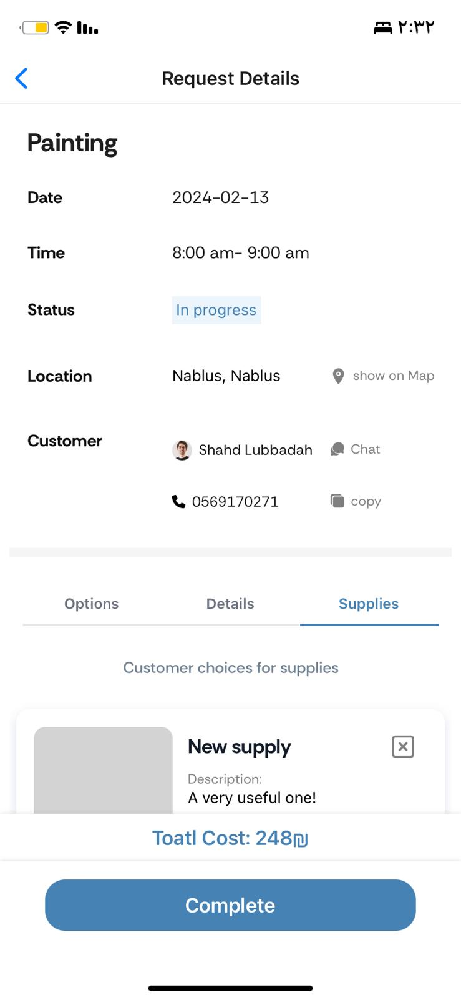 ٢:٣٢
Request Details
Painting
Date 2024-02-13
Time 8:00 am- 9:00 am
Status In progress
Location Nablus, Nablus show on Map
Customer Shahd Lubbadah Chat
0569170271 copy
Options Details Supplies
Customer choices for supplies
New supply
Description:
A very useful one!
Toatl Cost: 248₪
Complete